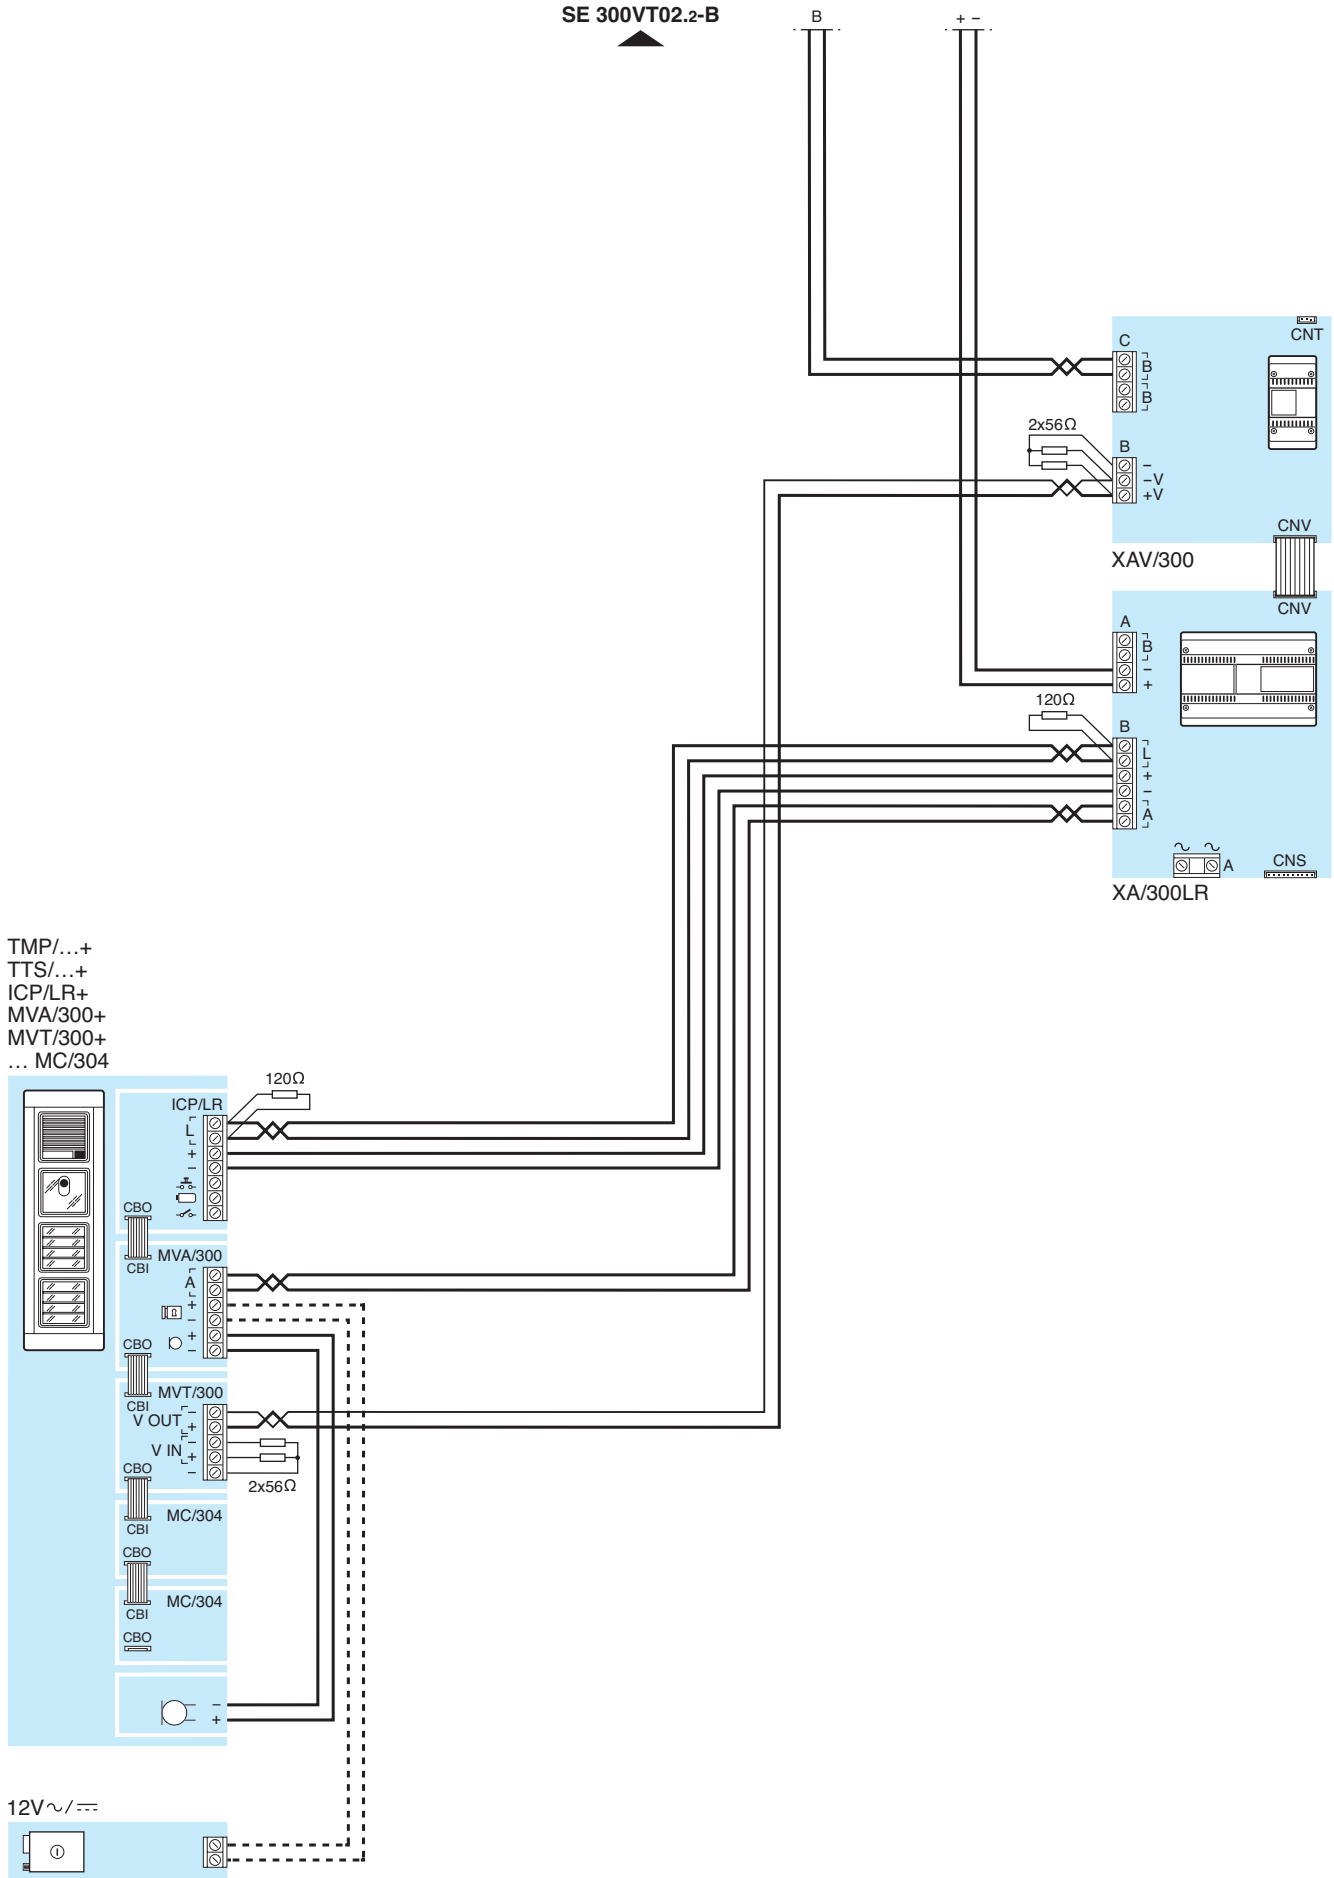 SE 300VT02.2-B
B
+ −
CNT
C
B
B
2x56Ω
B
−
−V
+V
CNV
XAV/300
CNV
A
B
−
+
120Ω
B
L
+
−
A
A
CNS
XA/300LR
TMP/...+
TTS/...+
ICP/LR+
MVA/300+
MVT/300+
... MC/304
120Ω
ICP/LR
L
+
−
CBO
CBI
MVA/300
A
+
−
+
−
CBO
CBI
MVT/300
V OUT
−
+
V IN
−
+
−
2x56Ω
CBO
CBI
MC/304
CBO
CBI
MC/304
CBO
−
+
12V~/⎓